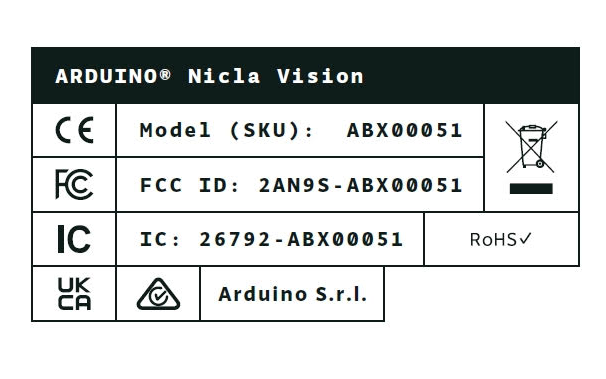 ARDUINO® Nicla Vision
CE Model (SKU): ABX00051
FC FCC ID: 2AN9S-ABX00051
IC IC: 26792-ABX00051 RoHS✓
UK
CA Arduino S.r.l.